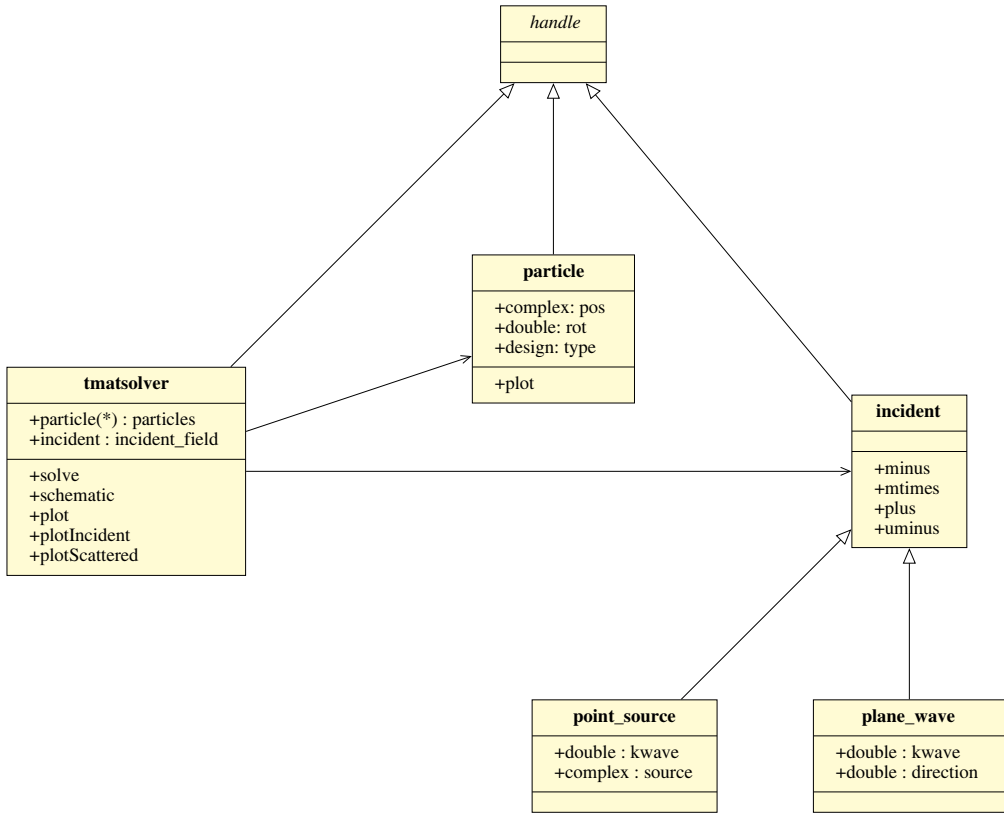 handle
particle
+complex: pos
+double: rot
+design: type
+plot
tmatsolver
+particle(*) : particles
+incident : incident_field
+solve
+schematic
+plot
+plotIncident
+plotScattered
incident
+minus
+mtimes
+plus
+uminus
point_source
+double : kwave
+complex : source
plane_wave
+double : kwave
+double : direction